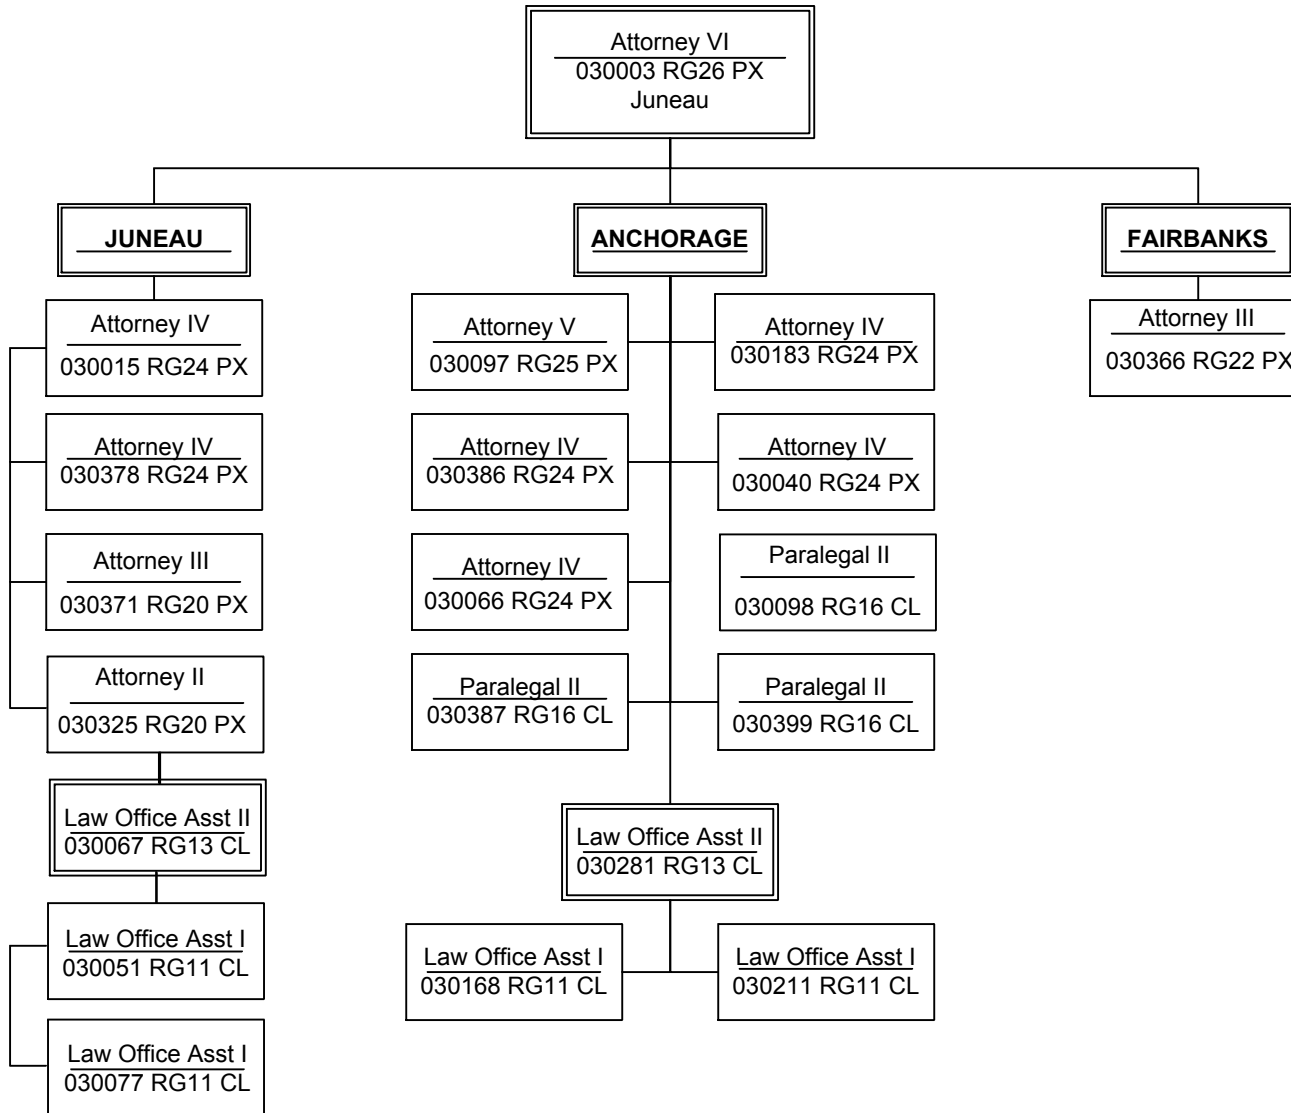 Attorney VI
030003 RG26 PX
Juneau
JUNEAU
Attorney IV
030015 RG24 PX
Attorney IV
030378 RG24 PX
Attorney III
030371 RG20 PX
Attorney II
030325 RG20 PX
Law Office Asst II
030067 RG13 CL
Law Office Asst I
030051 RG11 CL
Law Office Asst I
030077 RG11 CL
ANCHORAGE
Attorney V
030097 RG25 PX
Attorney IV
030183 RG24 PX
Attorney IV
030386 RG24 PX
Attorney IV
030040 RG24 PX
Attorney IV
030066 RG24 PX
Paralegal II
030098 RG16 CL
Paralegal II
030387 RG16 CL
Paralegal II
030399 RG16 CL
Law Office Asst II
030281 RG13 CL
Law Office Asst I
030168 RG11 CL
Law Office Asst I
030211 RG11 CL
FAIRBANKS
Attorney III
030366 RG22 PX